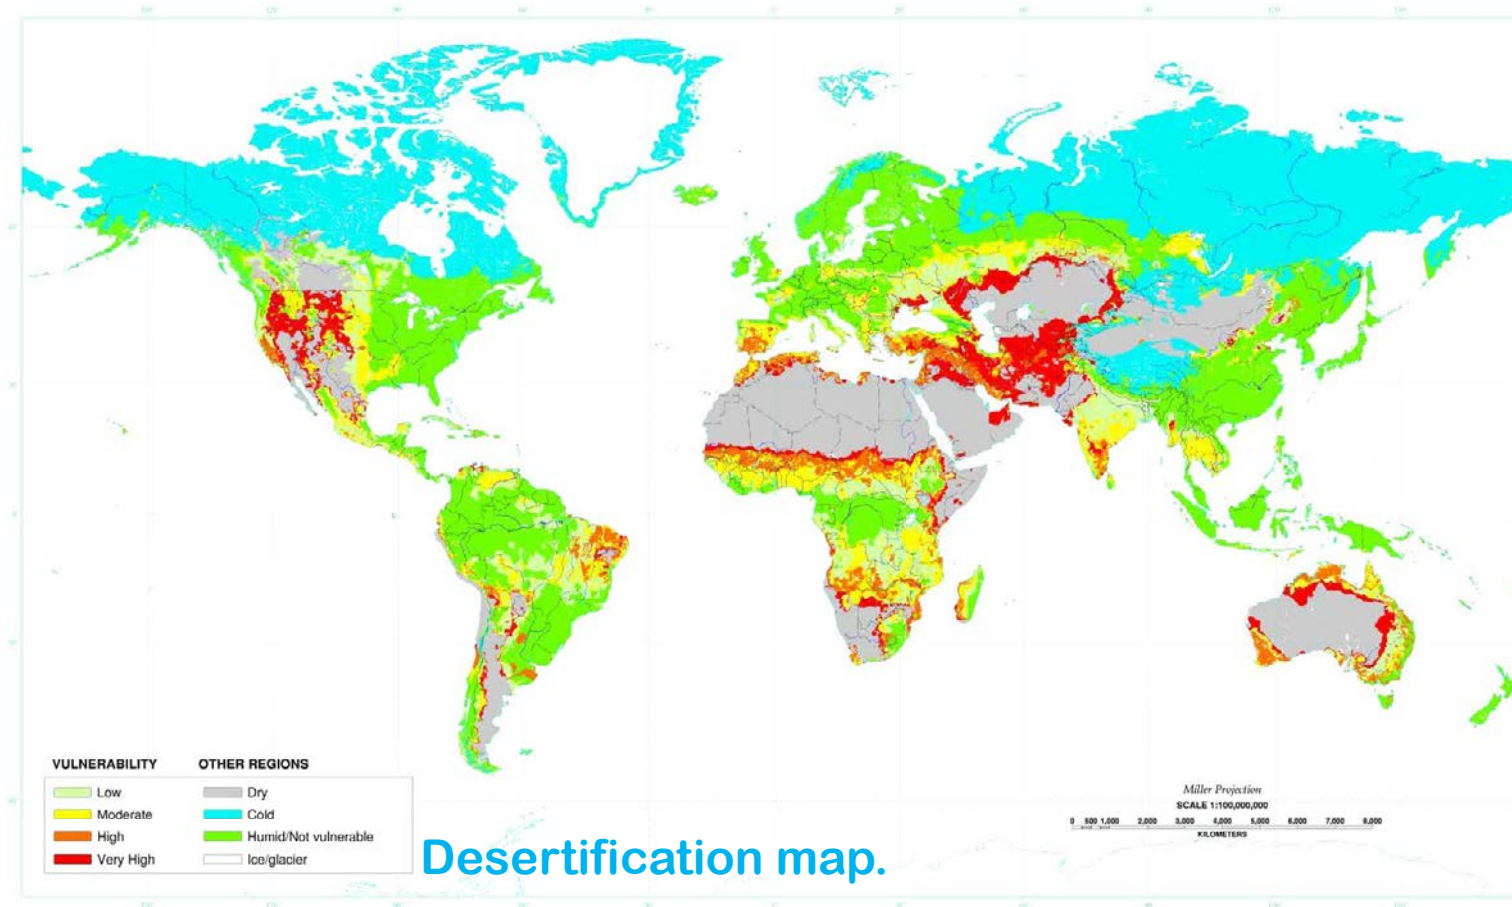 VULNERABILITY OTHER REGIONS
Low Dry
Moderate Cold
High Humid/Not vulnerable
Very High Ice/glacier
Desertification map.
Miller Projection
SCALE 1:100,000,000
0 500 1,000 2,000 3,000 4,000 5,000 6,000 7,000 8,000
KILOMETERS